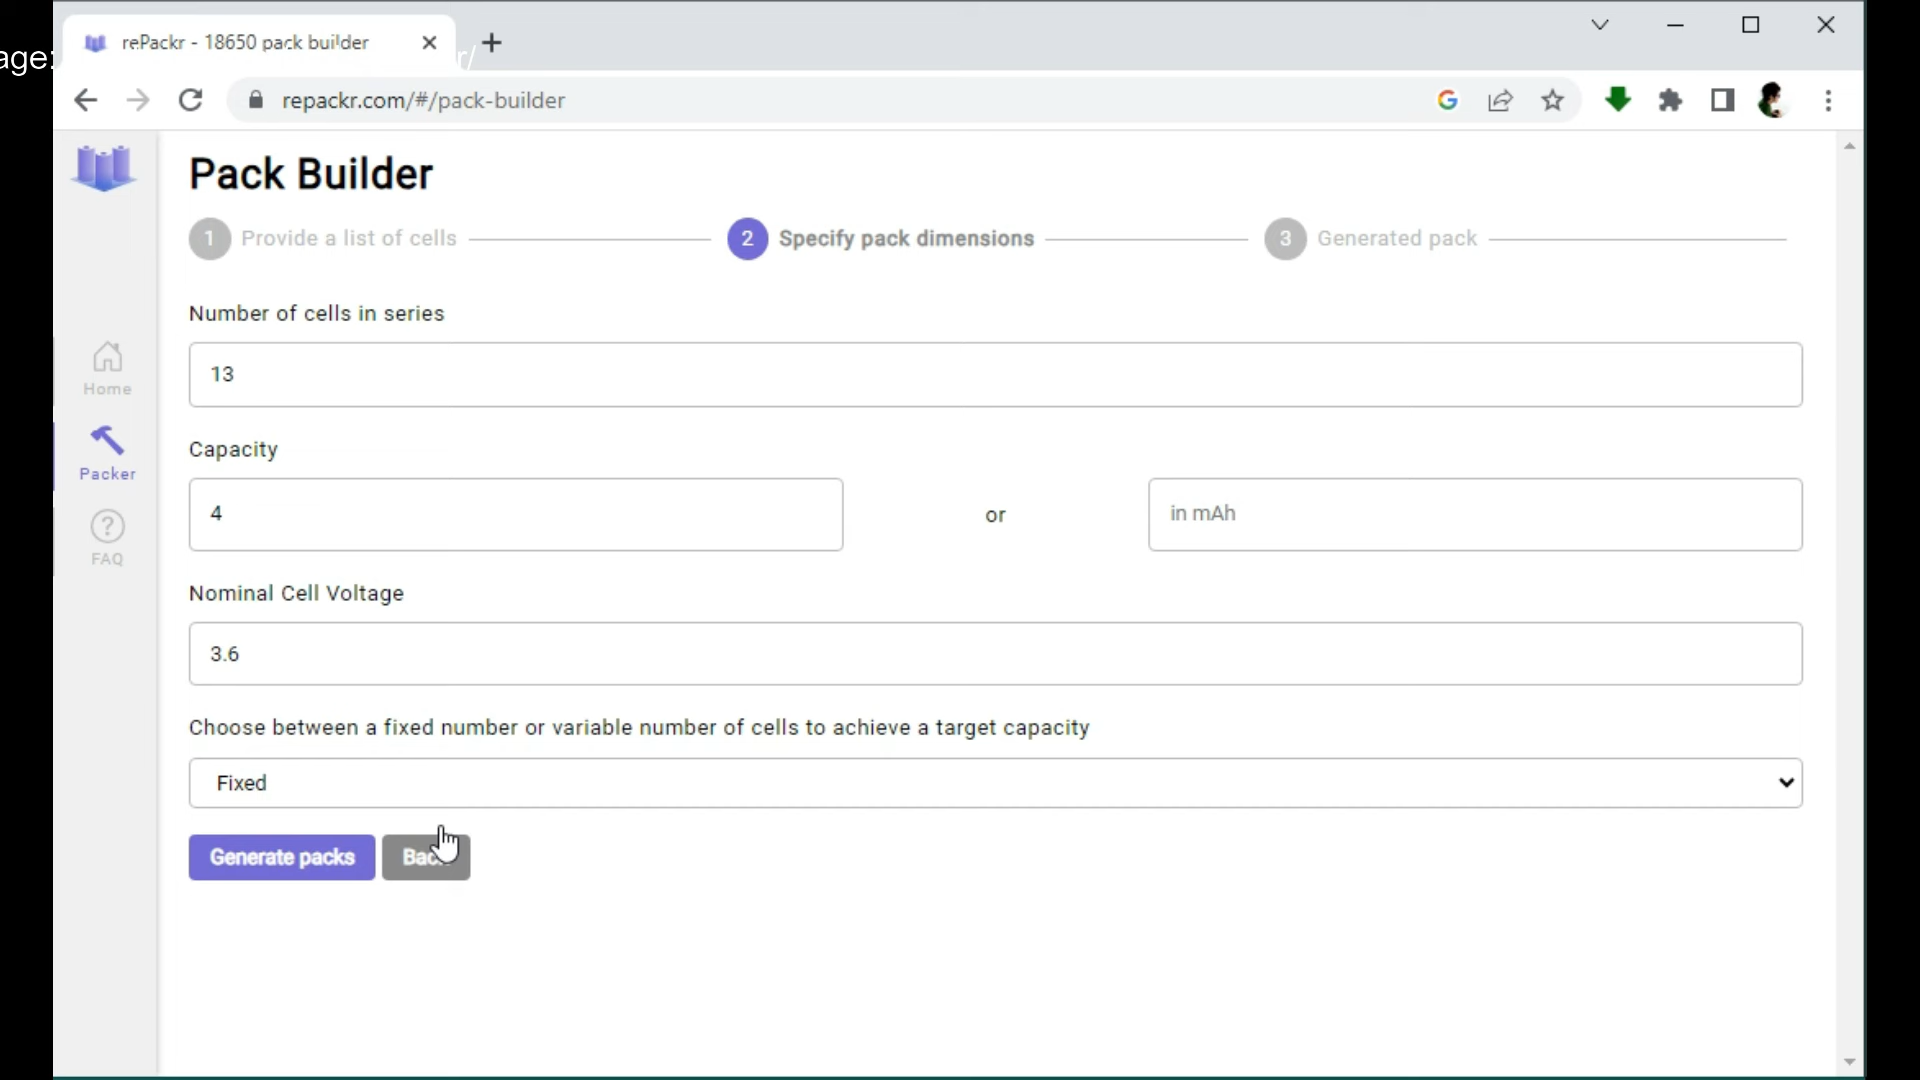 rePackr - 18650 pack builder
age:
r/
repackr.com/#/pack-builder
Pack Builder
1 Provide a list of cells
2 Specify pack dimensions
3 Generated pack
Number of cells in series
13
Home
Capacity
Packer
4
or
in mAh
FAQ
Nominal Cell Voltage
3.6
Choose between a fixed number or variable number of cells to achieve a target capacity
Fixed
Generate packs
Back